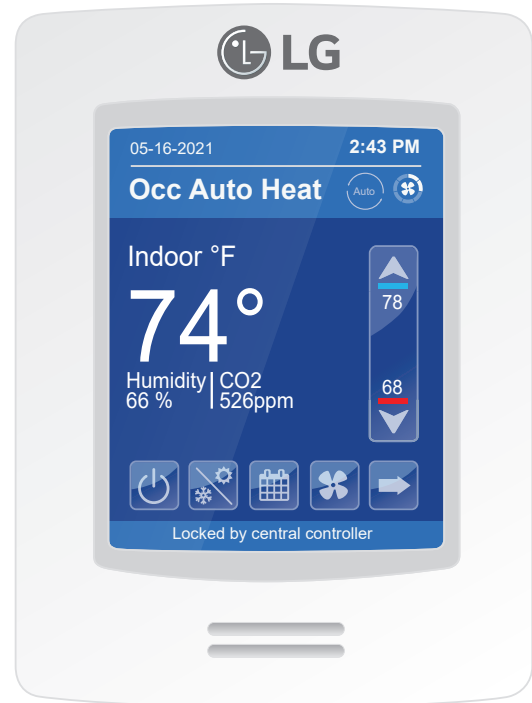 LG
05-16-2021 2:43 PM
Occ Auto Heat Auto
Indoor °F
74°
78
Humidity CO2
66 % 526ppm
68
Locked by central controller